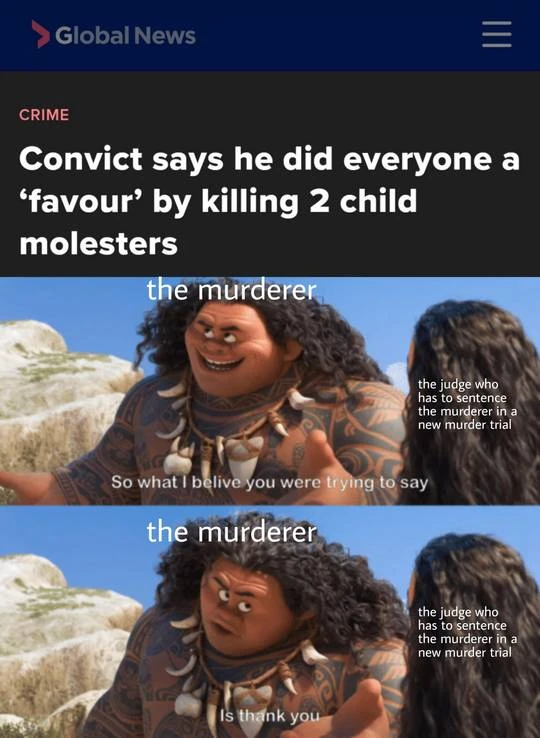 Global News
CRIME
Convict says he did everyone a
‘favour’ by killing 2 child
molesters
the murderer
the judge who
has to sentence
the murderer in a
new murder trial
So what I belive you were trying to say
the murderer
the judge who
has to sentence
the murderer in a
new murder trial
Is thank you